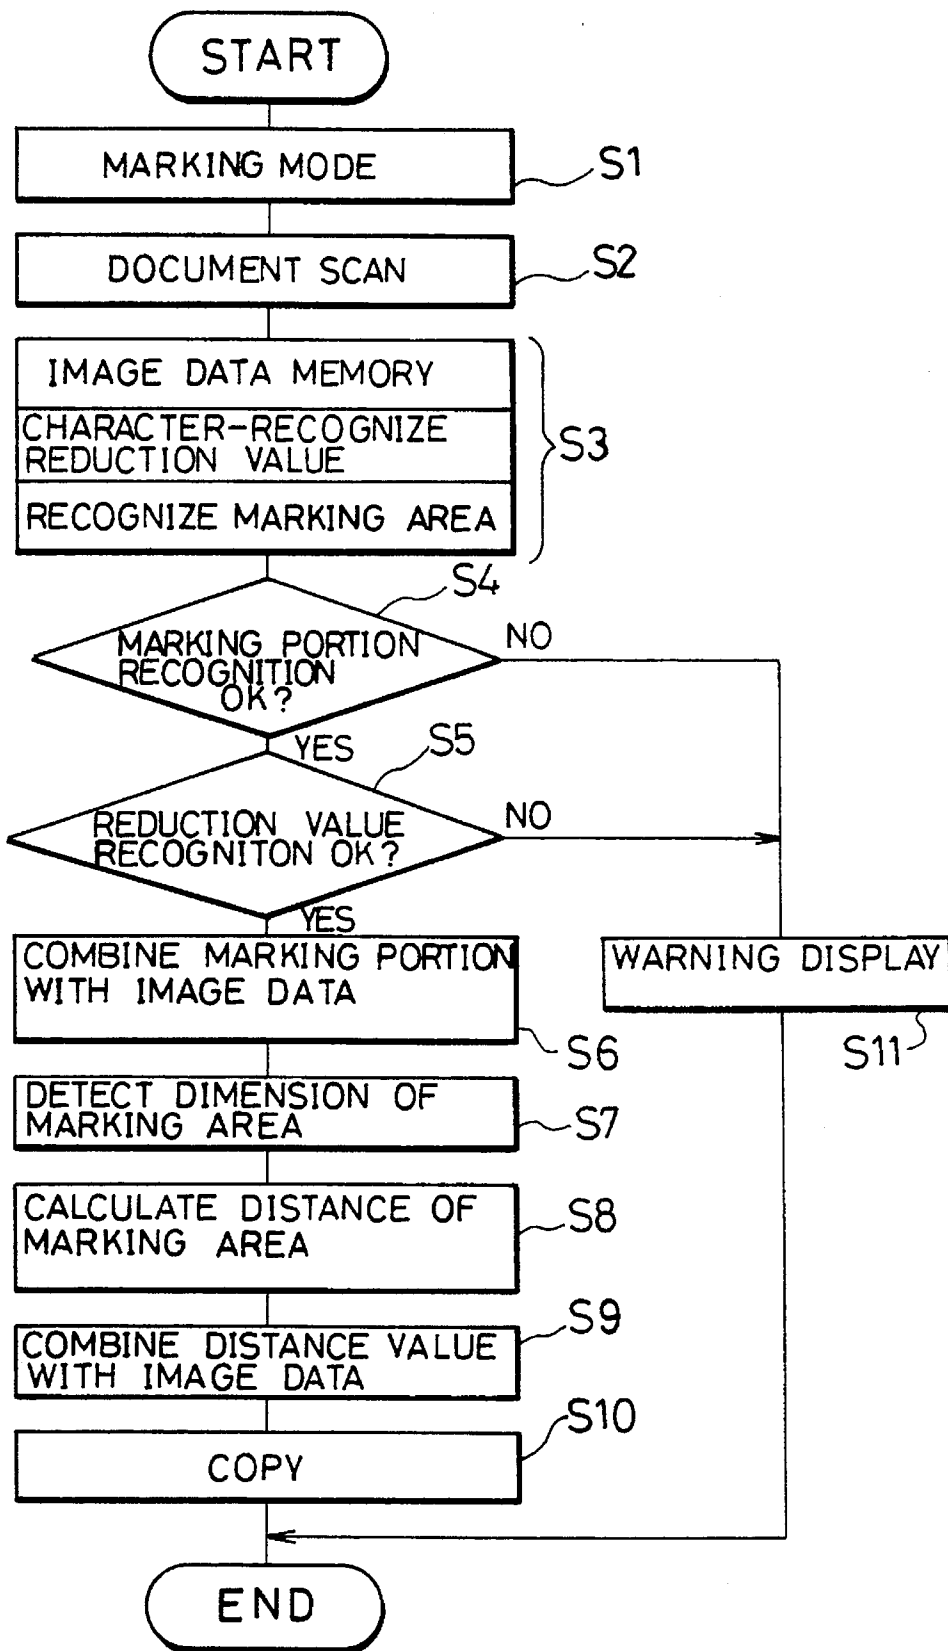 START
MARKING MODE
S1
DOCUMENT SCAN
S2
IMAGE DATA MEMORY
CHARACTER-RECOGNIZE
REDUCTION VALUE
RECOGNIZE MARKING AREA
S3
S4
MARKING PORTION
RECOGNITION
OK?
NO
YES
S5
REDUCTION VALUE
RECOGNITON OK?
NO
YES
COMBINE MARKING PORTION
WITH IMAGE DATA
S6
WARNING DISPLAY
S11
DETECT DIMENSION OF
MARKING AREA
S7
CALCULATE DISTANCE OF
MARKING AREA
S8
COMBINE DISTANCE VALUE
WITH IMAGE DATA
S9
COPY
S10
END